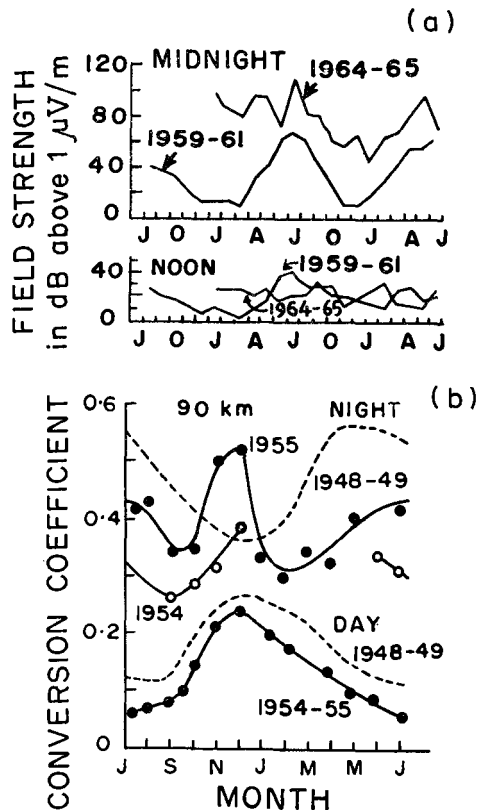 (a)
FIELD STRENGTH
in dB above 1 μV/m
MIDNIGHT
120
80
40
0
1964-65
1959-61
J O J A J O J A J
NOON
40
0
1959-61
1964-65
J O J A J O J A J
(b)
CONVERSION COEFFICIENT
0·6
0·4
0·2
0
90 km
NIGHT
1955
1948-49
1954
DAY
1948-49
1954-55
J S N J M M J
MONTH